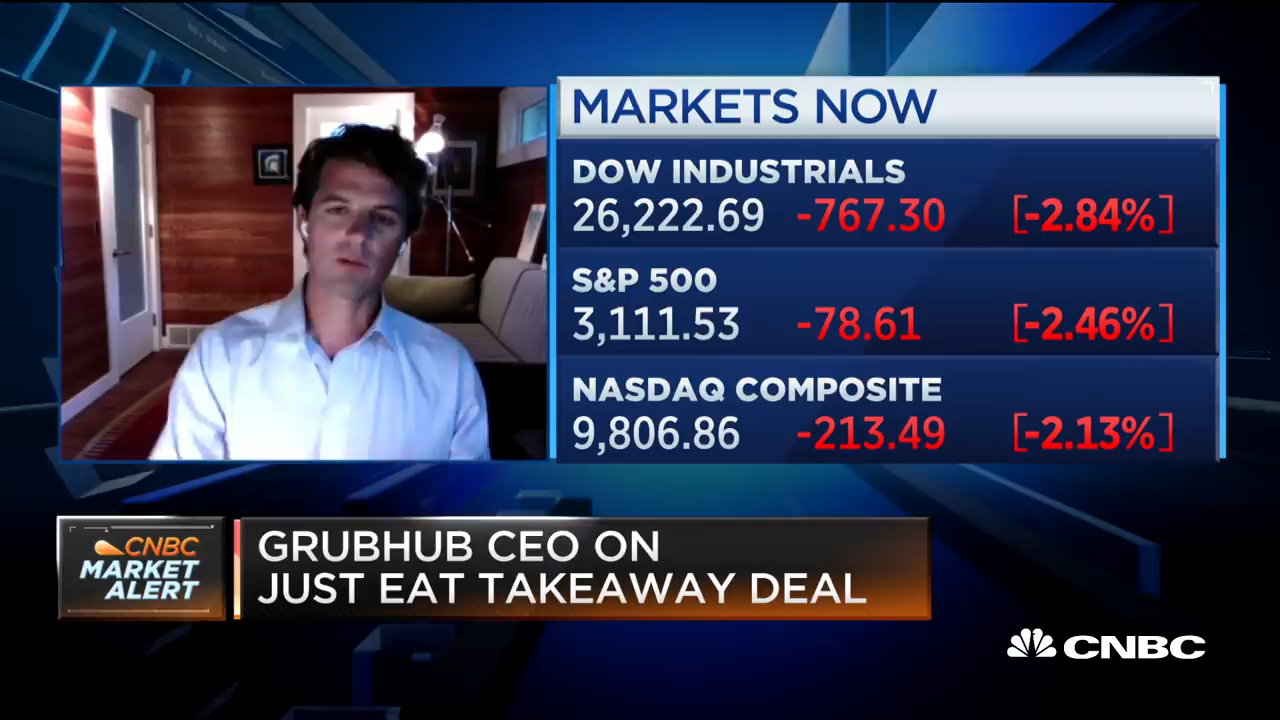 MARKETS NOW
DOW INDUSTRIALS
26,222.69 -767.30 [-2.84%]
S&P 500
3,111.53 -78.61 [-2.46%]
NASDAQ COMPOSITE
9,806.86 -213.49 [-2.13%]
CNBC
MARKET
ALERT
GRUBHUB CEO ON
JUST EAT TAKEAWAY DEAL
CNBC